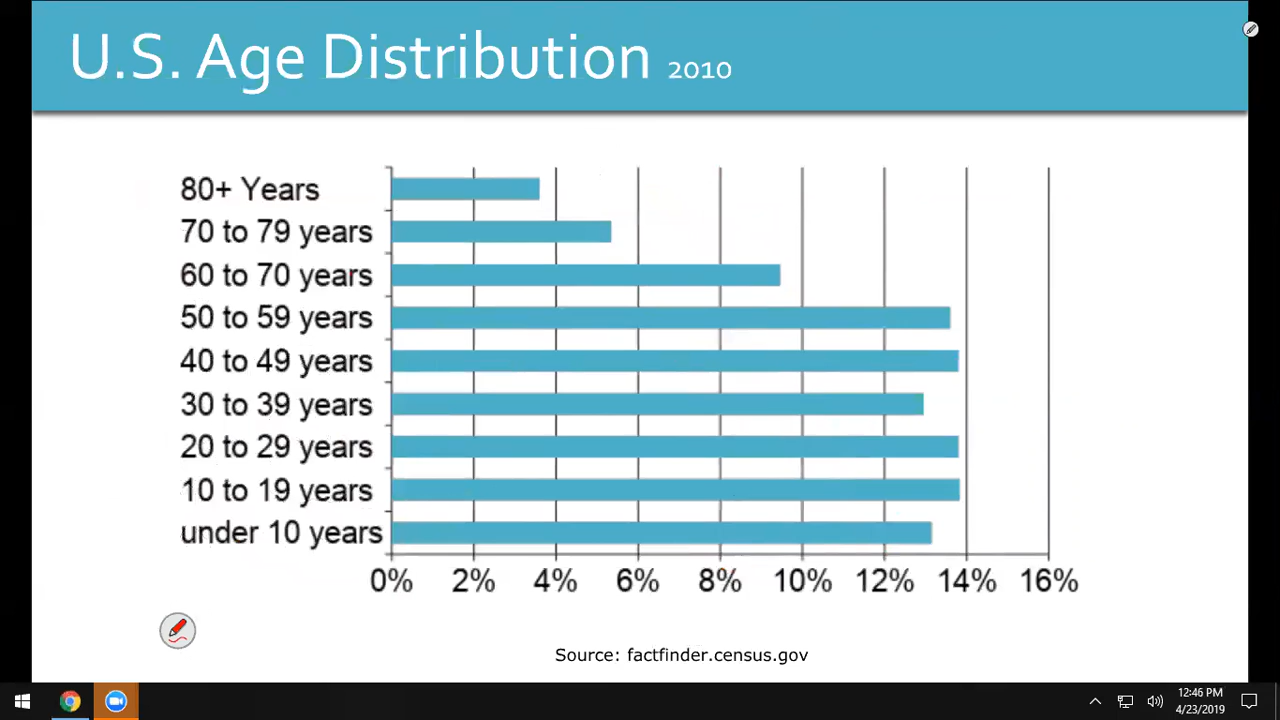 U.S. Age Distribution 2010
80+ Years
70 to 79 years
60 to 70 years
50 to 59 years
40 to 49 years
30 to 39 years
20 to 29 years
10 to 19 years
under 10 years
0% 2% 4% 6% 8% 10% 12% 14% 16%
Source: factfinder.census.gov
12:46 PM
4/23/2019